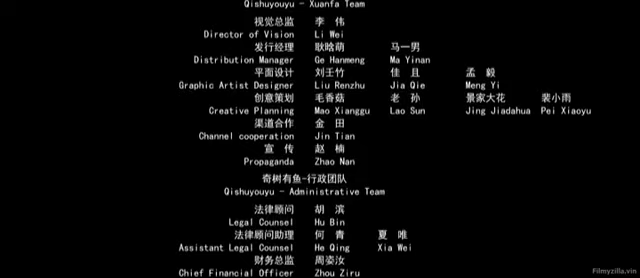 Qishuyouyu - Xuanfa Team
视觉总监 李 伟
Director of Vision Li Wei
发行经理 耿晗萌 马一男
Distribution Manager Ge Hanmeng Ma Yinan
平面设计 刘壬竹 佳 且 孟 毅
Graphic Artist Designer Liu Renzhu Jia Qie Meng Yi
创意策划 毛香菇 老 孙 景家大花 裴小雨
Creative Planning Mao Xianggu Lao Sun Jing Jiadahua Pei Xiaoyu
渠道合作 金 田
Channel cooperation Jin Tian
宣 传 赵 楠
Propaganda Zhao Nan
奇树有鱼-行政团队
Qishuyouyu - Administrative Team
法律顾问 胡 滨
Legal Counsel Hu Bin
法律顾问助理 何 青 夏 唯
Assistant Legal Counsel He Qing Xia Wei
财务总监 周姿汝
Chief Financial Officer Zhou Ziru
Filmyzilla.vin